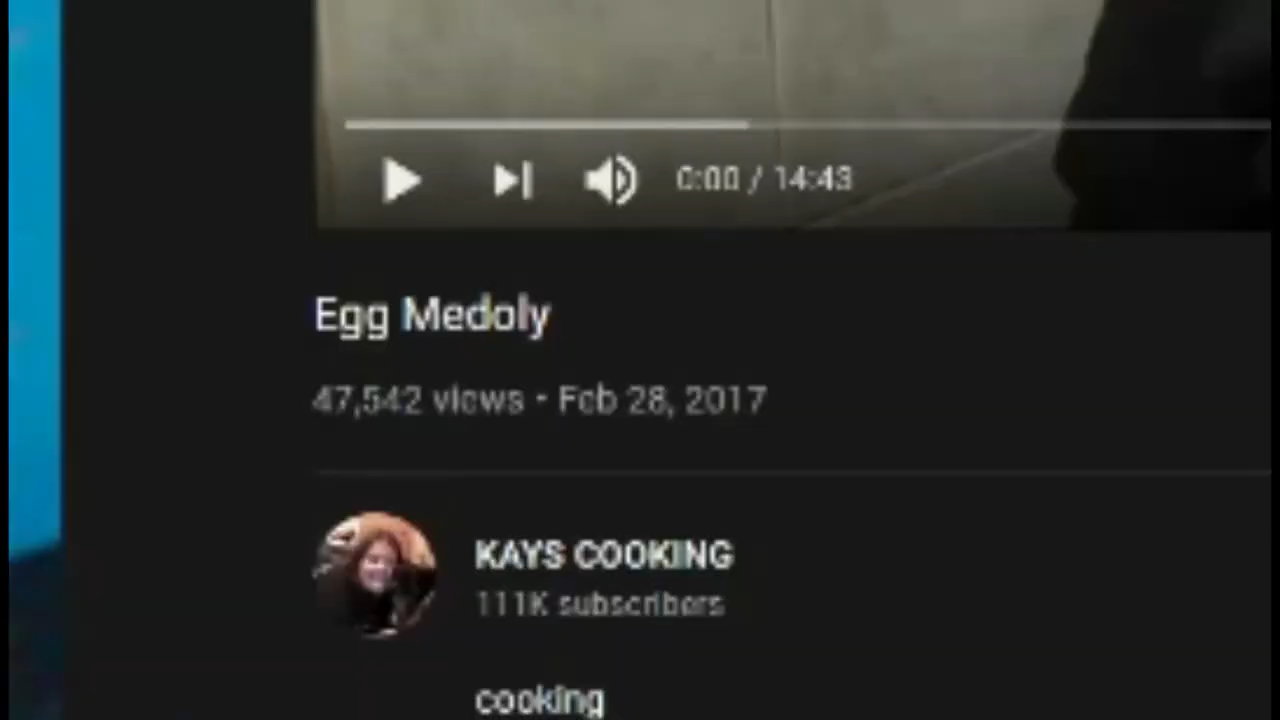 0:00 / 14:43
Egg Medoly
47,542 views • Feb 28, 2017
KAYS COOKING
111K subscribers
cooking